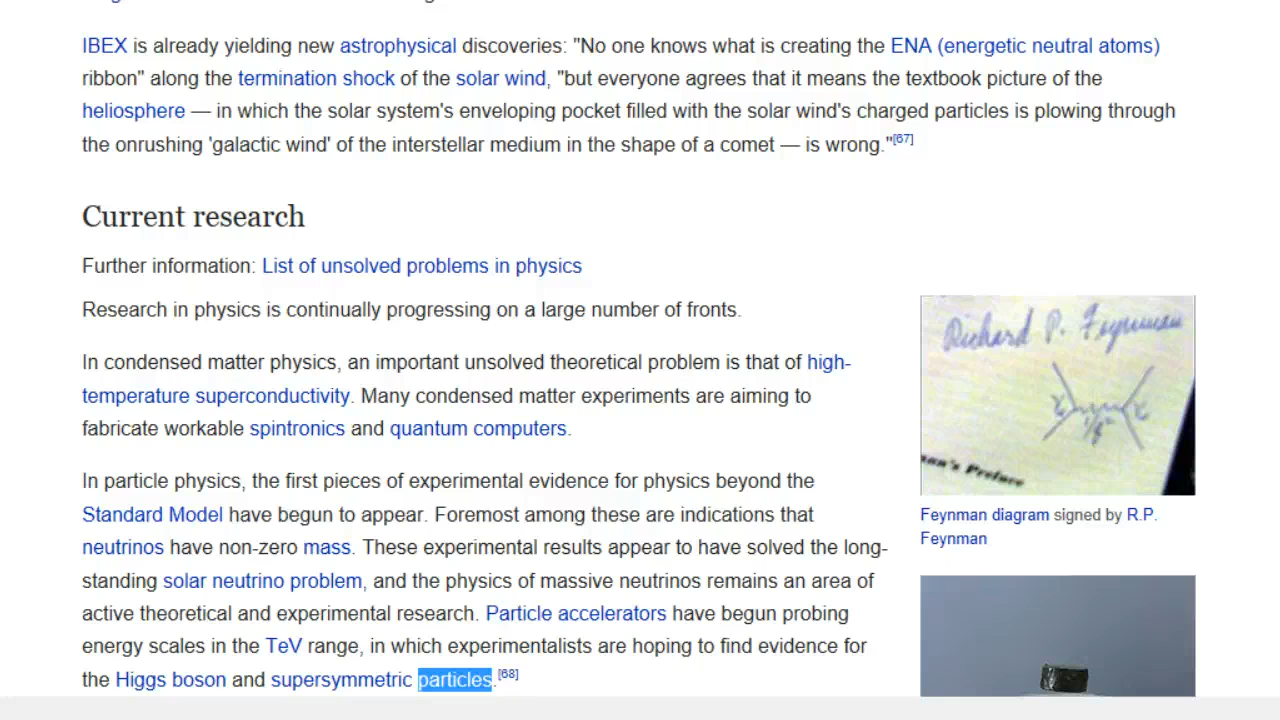 IBEX is already yielding new astrophysical discoveries: "No one knows what is creating the ENA (energetic neutral atoms)
ribbon" along the termination shock of the solar wind, "but everyone agrees that it means the textbook picture of the
heliosphere — in which the solar system's enveloping pocket filled with the solar wind's charged particles is plowing through
the onrushing 'galactic wind' of the interstellar medium in the shape of a comet — is wrong."[67]
Current research
Further information: List of unsolved problems in physics
Research in physics is continually progressing on a large number of fronts.
In condensed matter physics, an important unsolved theoretical problem is that of high-
temperature superconductivity. Many condensed matter experiments are aiming to
fabricate workable spintronics and quantum computers.
In particle physics, the first pieces of experimental evidence for physics beyond the
Standard Model have begun to appear. Foremost among these are indications that
neutrinos have non-zero mass. These experimental results appear to have solved the long-
standing solar neutrino problem, and the physics of massive neutrinos remains an area of
active theoretical and experimental research. Particle accelerators have begun probing
energy scales in the TeV range, in which experimentalists are hoping to find evidence for
the Higgs boson and supersymmetric particles.[68]
Richard P. Feynman
Preface
Feynman diagram signed by R.P.
Feynman